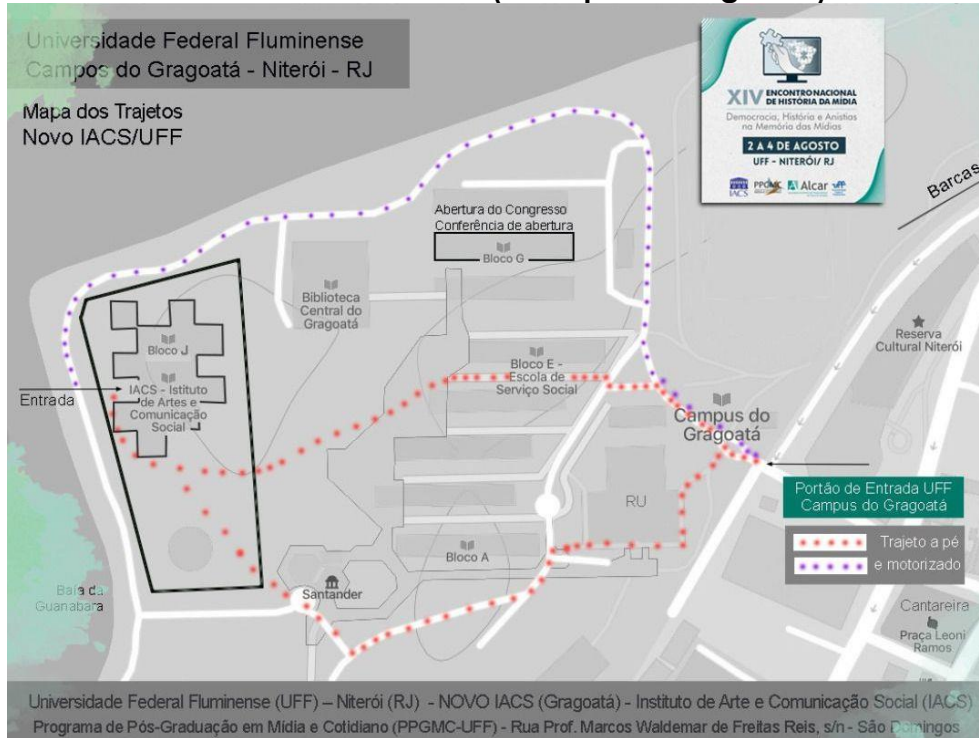 Universidade Federal Fluminense
Campos do Gragoatá - Niterói - RJ
Mapa dos Trajetos
Novo IACS/UFF
XIV ENCONTRO NACIONAL
DE HISTÓRIA DA MÍDIA
Democracia, História e Anistias
na Memória das Mídias
2 A 4 DE AGOSTO
UFF - NITERÓI/ RJ
IACS PPGMC Alcar uff
Barcas
Abertura do Congresso
Conferência de abertura
Bloco G
Biblioteca
Central do
Gragoatá
Reserva
Cultural Niterói
Bloco J
Bloco E -
Escola de
Serviço Social
Entrada
IACS - Istituto
de Artes e
Comunicação
Social
Campus do
Gragoatá
RU
Portão de Entrada UFF
Campus do Gragoatá
Trajeto a pé
e motorizado
Bloco A
Santander
Baía de
Guanabara
Cantareira
Praça Leoni
Ramos
Universidade Federal Fluminense (UFF) – Niterói (RJ) - NOVO IACS (Gragoatá) - Instituto de Arte e Comunicação Social (IACS)
Programa de Pós-Graduação em Mídia e Cotidiano (PPGMC-UFF) - Rua Prof. Marcos Waldemar de Freitas Reis, s/n - São Domingos